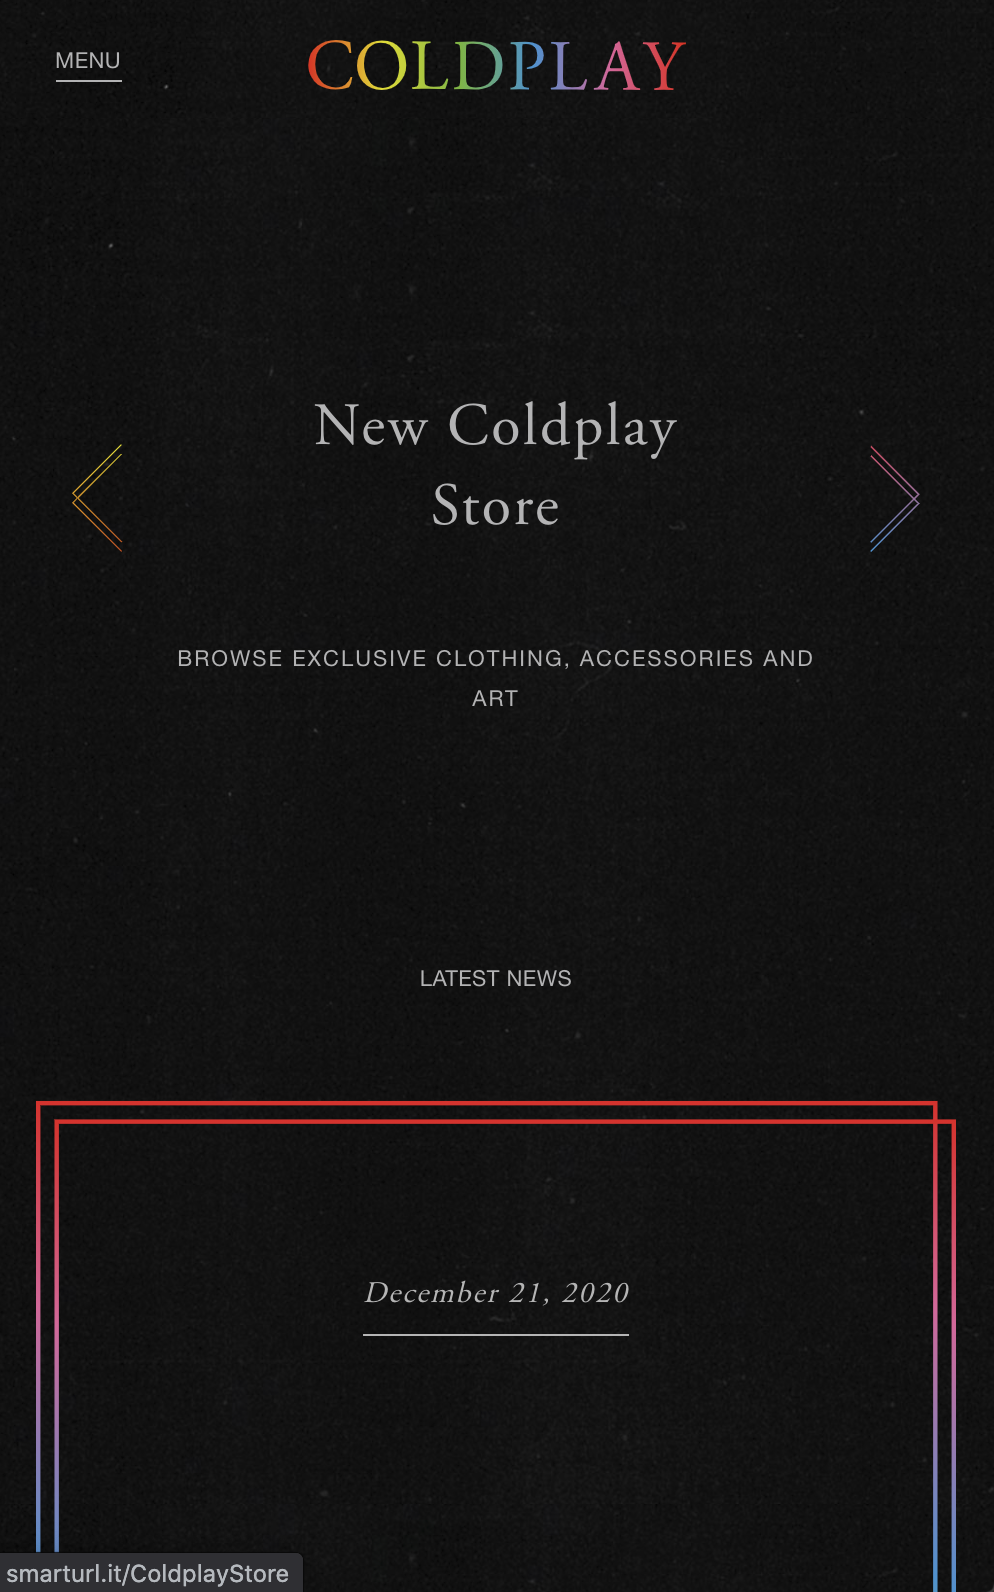 MENU
COLDPLAY
New Coldplay
Store
BROWSE EXCLUSIVE CLOTHING, ACCESSORIES AND
ART
LATEST NEWS
December 21, 2020
smarturl.it/ColdplayStore